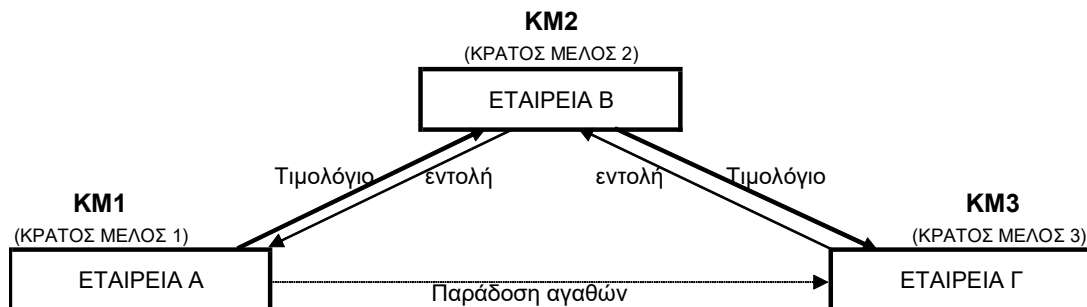 ΚΜ2
(ΚΡΑΤΟΣ ΜΕΛΟΣ 2)
ΕΤΑΙΡΕΙΑ Β
Τιμολόγιο εντολή εντολή Τιμολόγιο
ΚΜ1 ΚΜ3
(ΚΡΑΤΟΣ ΜΕΛΟΣ 1) (ΚΡΑΤΟΣ ΜΕΛΟΣ 3)
ΕΤΑΙΡΕΙΑ Α ΕΤΑΙΡΕΙΑ Γ
Παράδοση αγαθών